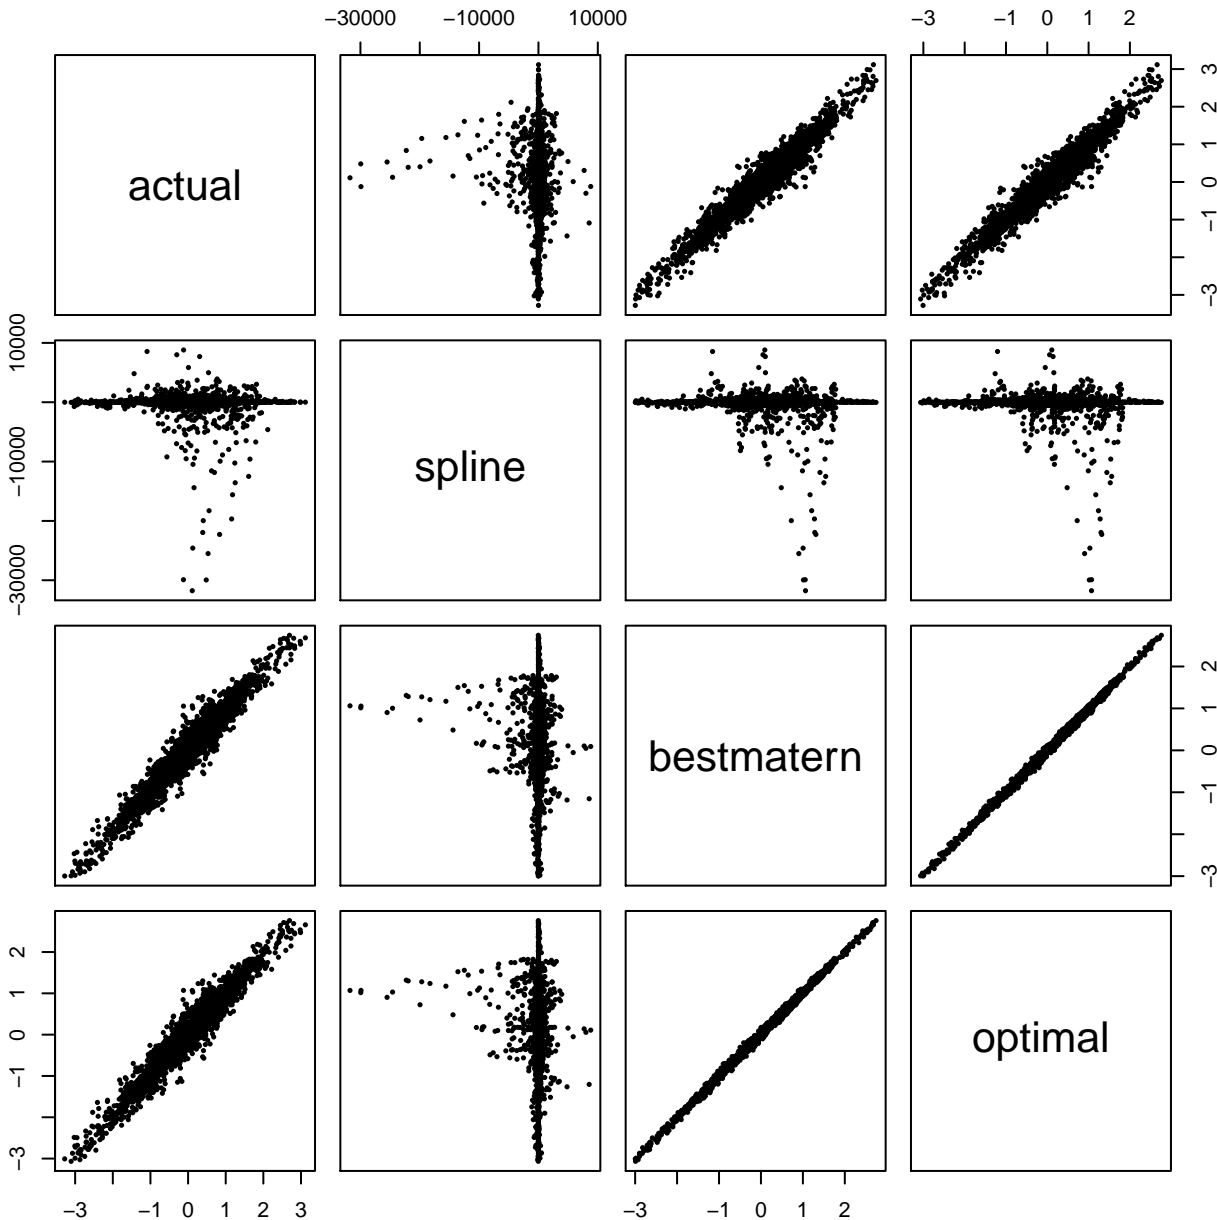 −30000 −10000 10000 −3 −1 0 1 2
actual
−3 −1 0 1 2 3
−30000 −10000 10000
spline
bestmatern
−3 −1 0 1 2
−3 −1 0 1 2
optimal
−3 −1 0 1 2 3 −3 −1 0 1 2